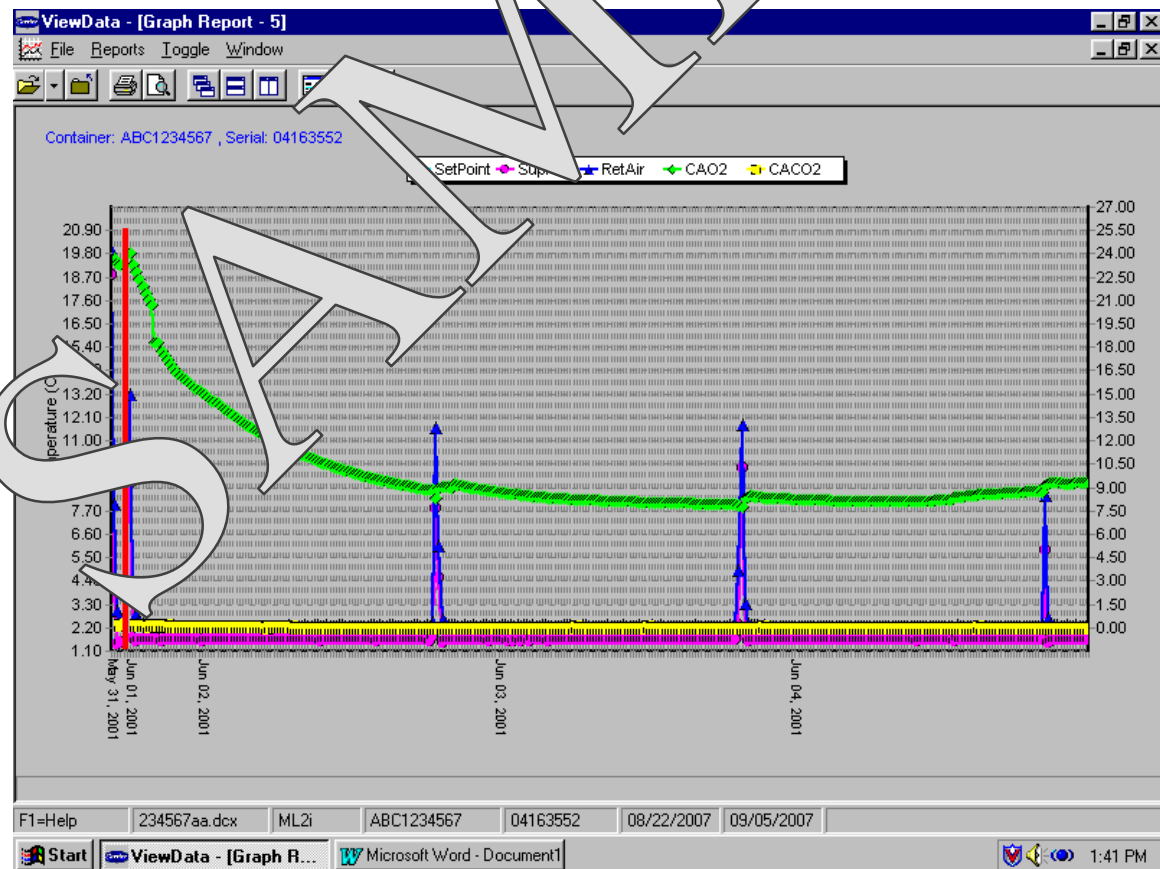 ViewData - [Graph Report - 5]
File Reports Toggle Window
Container: ABC1234567 , Serial: 04163552
SetPoint RetAir CAO2 CACO2
20.90
19.80
18.70
17.60
16.50
13.20
12.10
11.00
7.70
6.60
5.50
3.30
2.20
1.10
27.00
25.50
24.00
22.50
21.00
19.50
18.00
16.50
15.00
13.50
12.00
10.50
9.00
7.50
6.00
4.50
3.00
1.50
0.00
May 31, 2001
Jun 01, 2001
Jun 02, 2001
Jun 03, 2001
Jun 04, 2001
SAM
F1=Help 234567aa.dcx ML2i ABC1234567 04163552 08/22/2007 09/05/2007
Start ViewData - [Graph R... Microsoft Word - Document1 1:41 PM